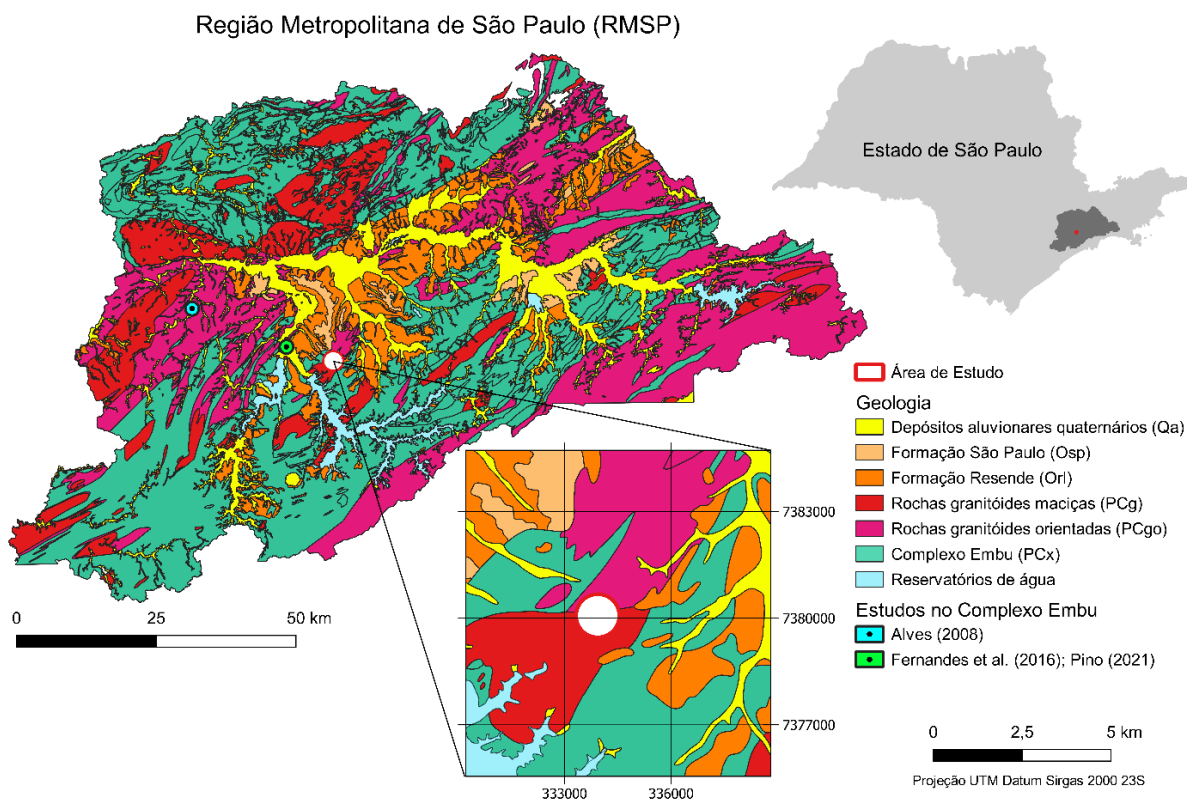 Região Metropolitana de São Paulo (RMSP)
Estado de São Paulo
Área de Estudo
Geologia
Depósitos aluvionares quaternários (Qa)
Formação São Paulo (Osp)
Formação Resende (Orl)
Rochas granitóides maciças (PCg)
Rochas granitóides orientadas (PCgo)
Complexo Embu (PCx)
Reservatórios de água
Estudos no Complexo Embu
Alves (2008)
Fernandes et al. (2016); Pino (2021)
0 25 50 km
7383000
7380000
7377000
333000 336000
0 2,5 5 km
Projeção UTM Datum Sirgas 2000 23S